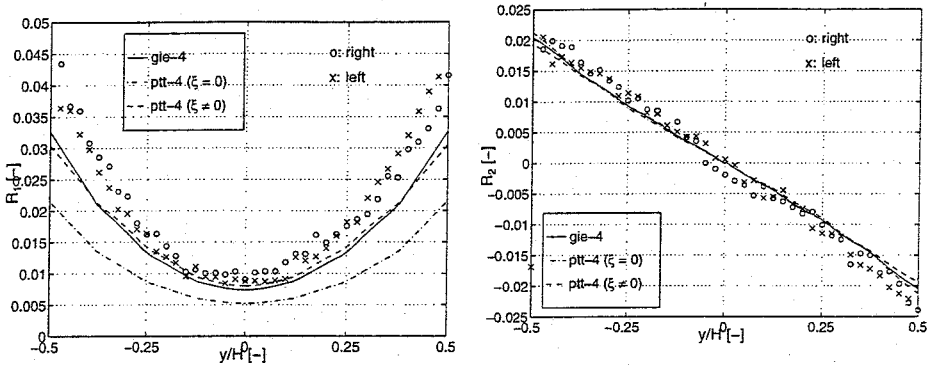 0.05
0.045
0.04
0.035
0.03
0.025
0.02
0.015
0.01
0.005
0
R₁ [-]
gie-4
ptt-4 (ξ = 0)
ptt-4 (ξ ≠ 0)
o: right
x: left
-0.5
-0.25
0
0.25
0.5
y/H [-]
0.025
0.02
0.015
0.01
0.005
0
-0.005
-0.01
-0.015
-0.02
-0.025
R₂ [-]
o: right
x: left
gie-4
ptt-4 (ξ = 0)
ptt-4 (ξ ≠ 0)
-0.5
-0.25
0
0.25
0.5
y/H [-]